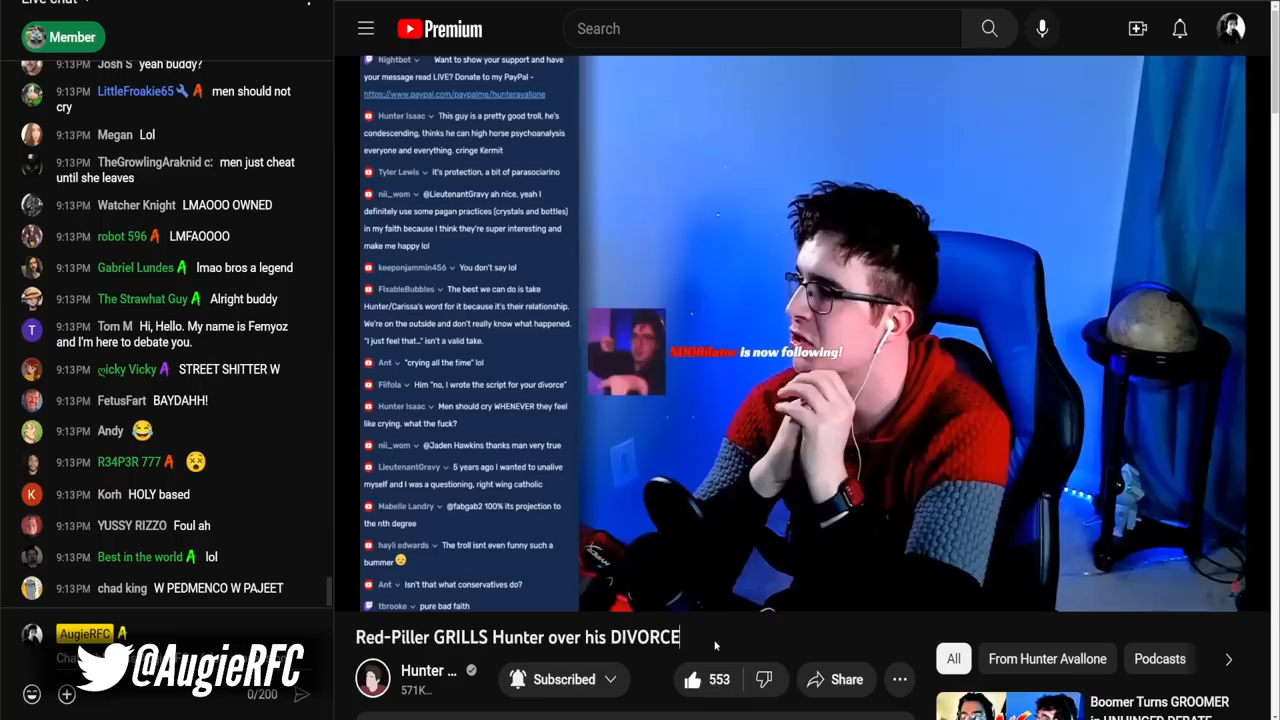 Live chat
Member
9:13PM Josh S yeah buddy?
9:13PM LittleFroakie65 men should not
cry
9:13PM Megan Lol
9:13PM TheGrowlingAraknid c: men just cheat
until she leaves
9:13PM Watcher Knight LMAOOO OWNED
9:13PM robot 596 LMFAOOOO
9:13PM Gabriel Lundes lmao bros a legend
9:13PM The Strawhat Guy Alright buddy
T 9:13PM Tom M Hi, Hello. My name is Femyoz
and I'm here to debate you.
9:13PM ღicky Vicky STREET SHITTER W
9:13PM FetusFart BAYDAHH!
9:13PM Andy 😂
9:13PM R34P3R 777 😵
K 9:13PM Korh HOLY based
9:13PM YUSSY RIZZO Foul ah
9:13PM Best in the world lol
9:13PM chad king W PEDMENCO W PAJEET
AugieRFC
@AugieRFC
0/200
Premium
Search
Nightbot Want to show your support and have
your message read LIVE? Donate to my PayPal -
https://www.paypal.com/paypalme/hunteravallone
Hunter Isaac This guy is a pretty good troll, he's
condescending, thinks he can high horse psychoanalysis
everyone and everything. cringe Kermit
Tyler Lewis it's protection, a bit of parasociarino
nii_wom @LieutenantGravy ah nice, yeah I
definitely use some pagan practices (crystals and bottles)
in my faith because I think they're super interesting and
make me happy lol
keeponjammin456 You don't say lol
FixableBubbles The best we can do is take
Hunter/Carissa's word for it because it's their relationship.
We're on the outside and don't really know what happened.
"I just feel that..." isn't a valid take.
Ant "crying all the time" lol
Fiifola Him "no, I wrote the script for your divorce"
Hunter Isaac Men should cry WHENEVER they feel
like crying. what the fuck?
nii_wom @Jaden Hawkins thanks man very true
LieutenantGravy 5 years ago I wanted to unalive
myself and I was a questioning, right wing catholic
Mabelle Landry @fabgab2 100% its projection to
the nth degree
hayli edwards The troll isnt even funny such a
bummer 😔
Ant Isn't that what conservatives do?
tbrooke pure bad faith
is now following!
Red-Piller GRILLS Hunter over his DIVORCE
Hunter ...
571K...
Subscribed
553
Share
All
From Hunter Avallone
Podcasts
Boomer Turns GROOMER
in UNHINGED DEBATE